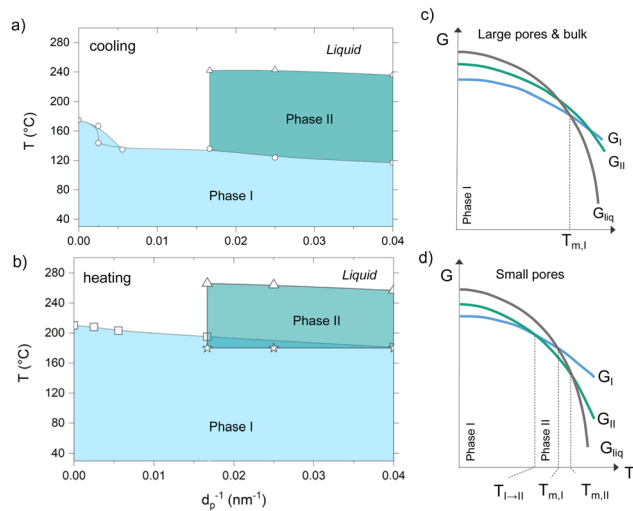 a)
cooling
Liquid
Phase II
Phase I
T (°C)
280
240
200
160
120
80
40
0.00
0.01
0.02
0.03
0.04
b)
heating
Liquid
Phase II
Phase I
T (°C)
280
240
200
160
120
80
40
0.00
0.01
0.02
0.03
0.04
dp-1 (nm-1)
c)
Large pores & bulk
G
GI
GII
Gliq
Phase I
Tm,I
d)
Small pores
G
GI
GII
Gliq
Phase I
Phase II
T
TI→II
Tm,I
Tm,II